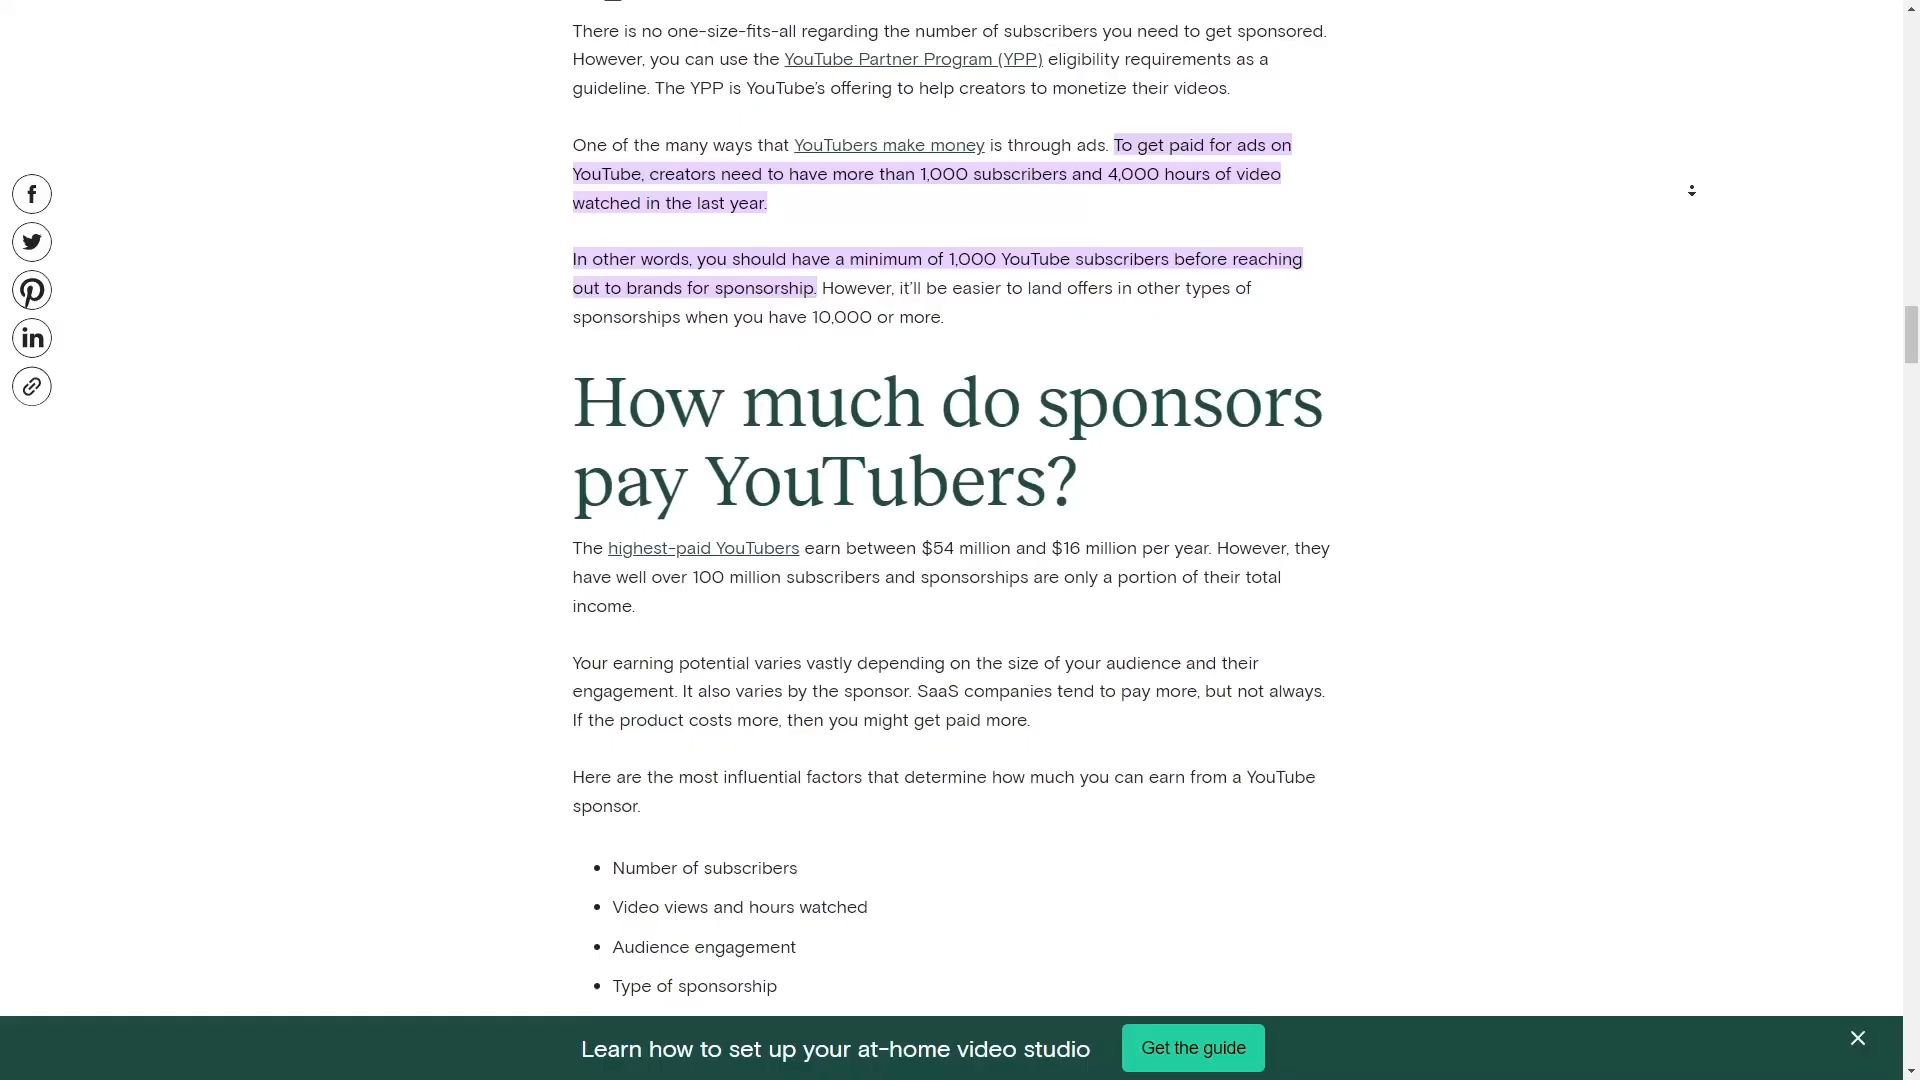 There is no one-size-fits-all regarding the number of subscribers you need to get sponsored.
However, you can use the YouTube Partner Program (YPP) eligibility requirements as a
guideline. The YPP is YouTube’s offering to help creators to monetize their videos.
One of the many ways that YouTubers make money is through ads. To get paid for ads on
YouTube, creators need to have more than 1,000 subscribers and 4,000 hours of video
watched in the last year.
In other words, you should have a minimum of 1,000 YouTube subscribers before reaching
out to brands for sponsorship. However, it’ll be easier to land offers in other types of
sponsorships when you have 10,000 or more.
How much do sponsors
pay YouTubers?
The highest-paid YouTubers earn between $54 million and $16 million per year. However, they
have well over 100 million subscribers and sponsorships are only a portion of their total
income.
Your earning potential varies vastly depending on the size of your audience and their
engagement. It also varies by the sponsor. SaaS companies tend to pay more, but not always.
If the product costs more, then you might get paid more.
Here are the most influential factors that determine how much you can earn from a YouTube
sponsor.
• Number of subscribers
• Video views and hours watched
• Audience engagement
• Type of sponsorship
Learn how to set up your at-home video studio
Get the guide